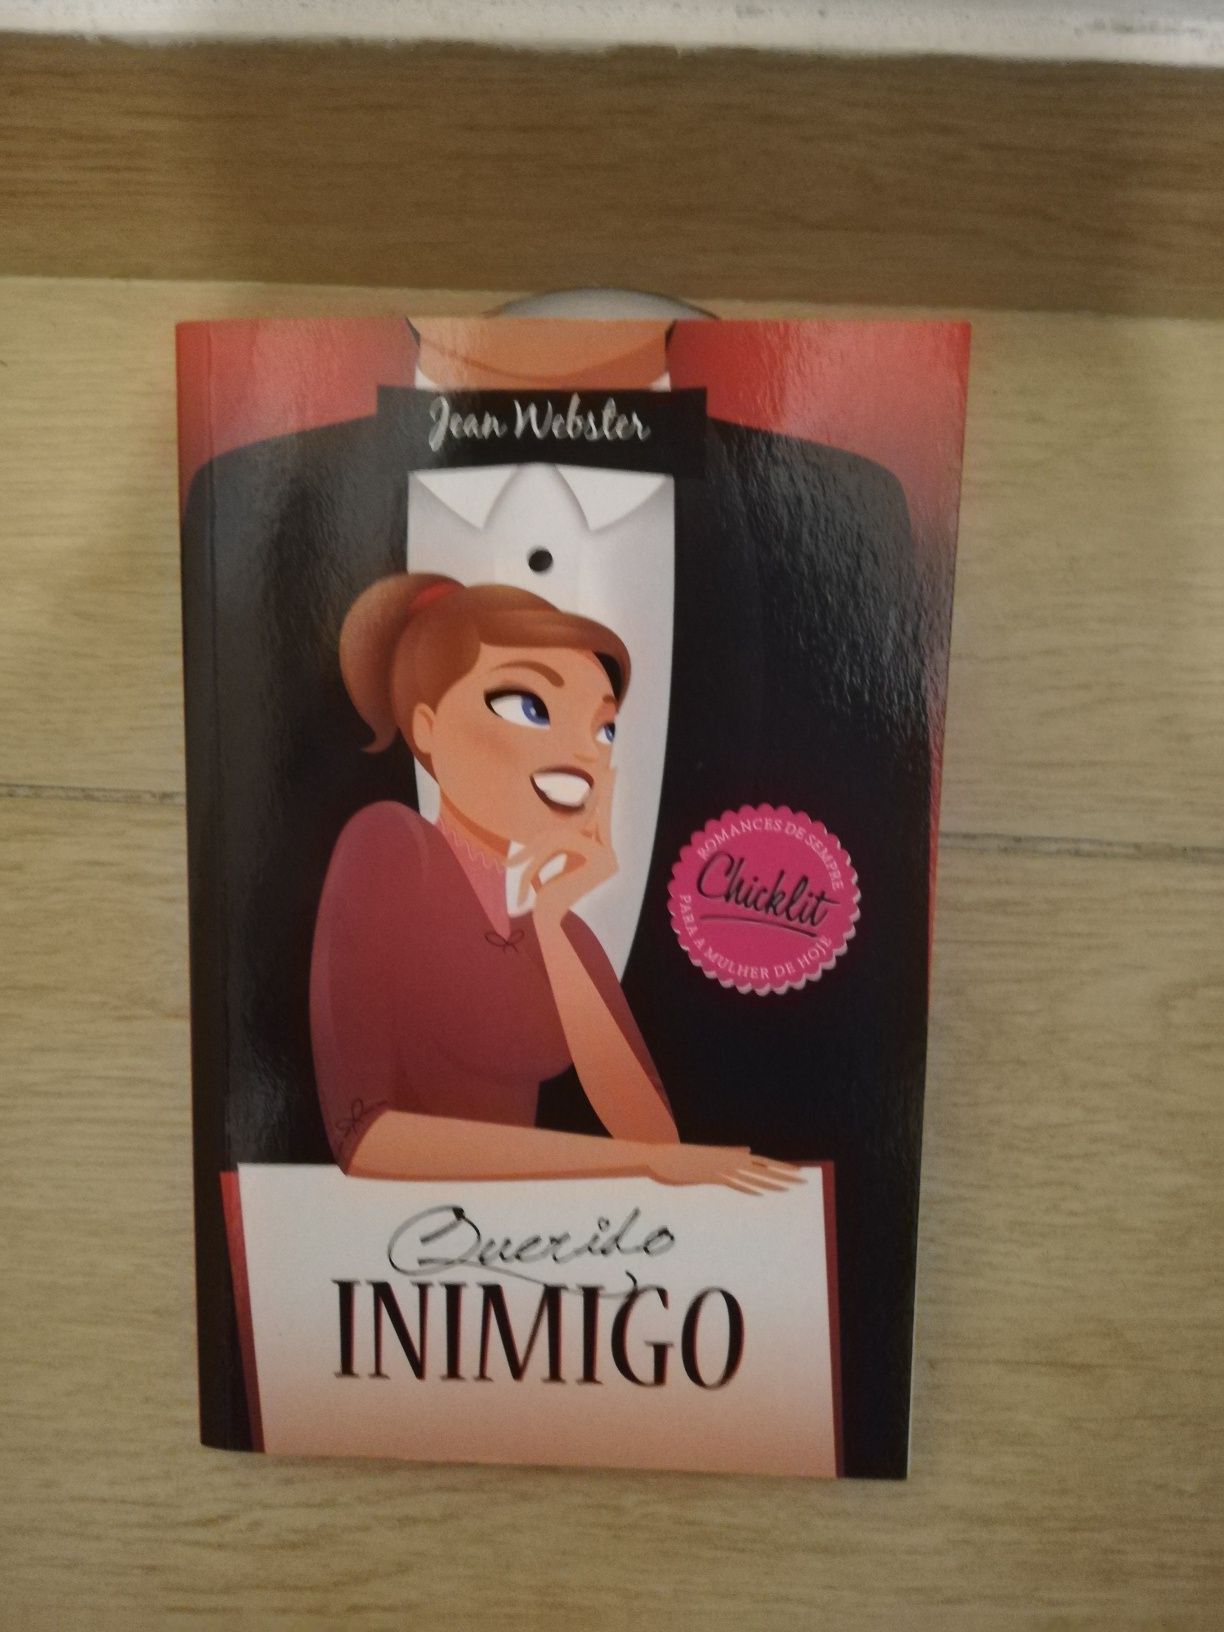 Jean Webster
ROMANCES DE SEMPRE
Chicklit
PARA A MULHER DE HOJE
Querido
INIMIGO